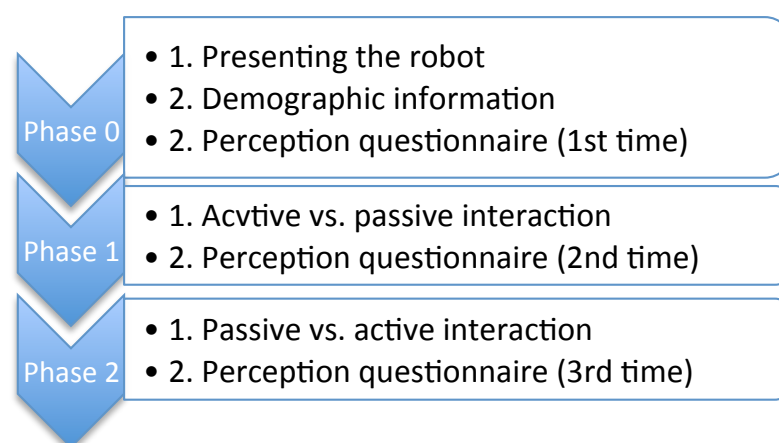 Phase 0
• 1. Presenting the robot
• 2. Demographic information
• 2. Perception questionnaire (1st time)
Phase 1
• 1. Acvtive vs. passive interaction
• 2. Perception questionnaire (2nd time)
Phase 2
• 1. Passive vs. active interaction
• 2. Perception questionnaire (3rd time)